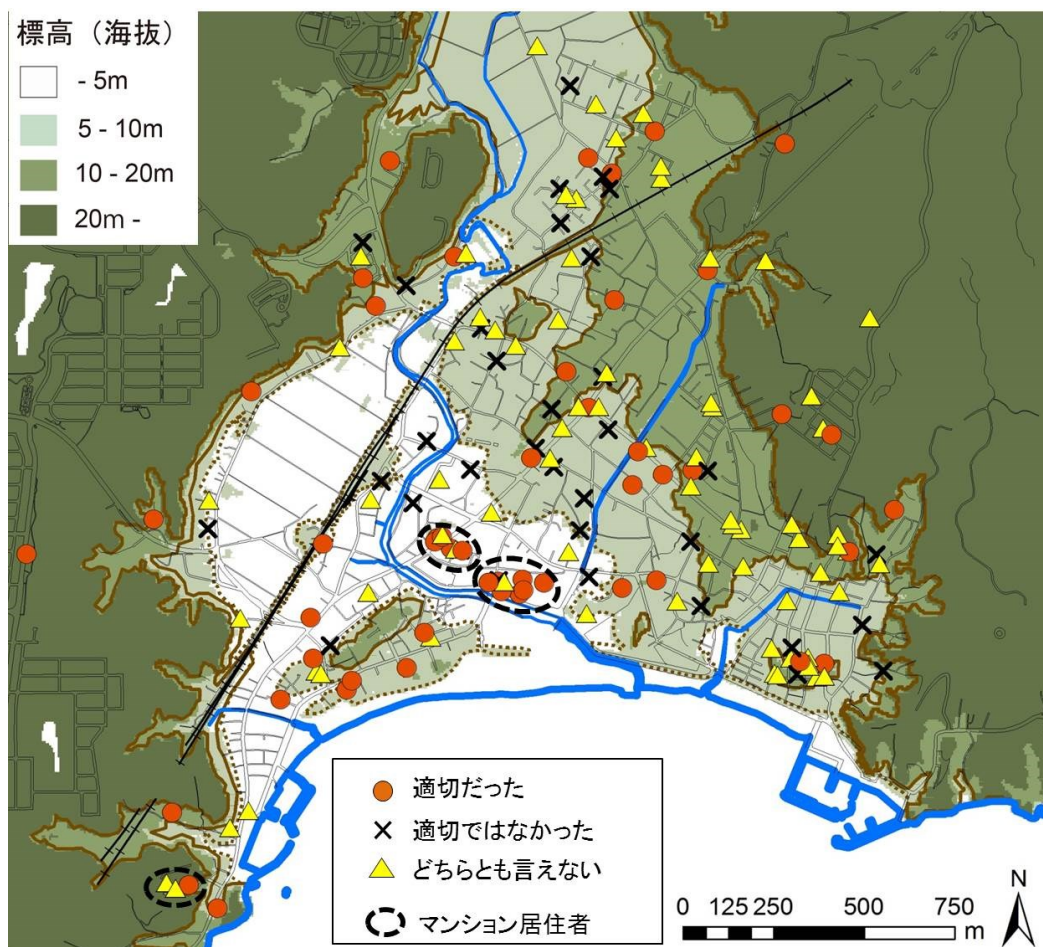 標高（海抜）
- 5m
5 - 10m
10 - 20m
20m -
適切だった
適切ではなかった
どちらとも言えない
マンション居住者
N
0 125 250 500 750
m